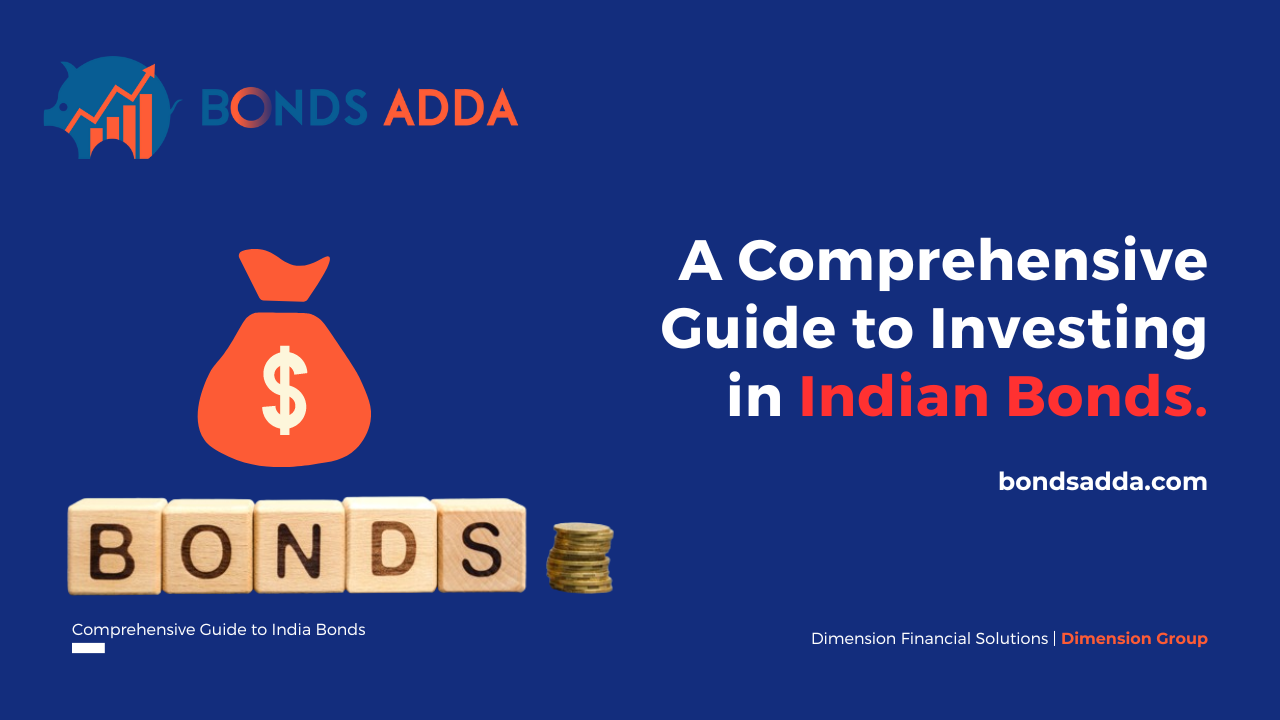 BONDS ADDA
A Comprehensive
Guide to Investing
in Indian Bonds.
bondsadda.com
$
BONDS
Comprehensive Guide to India Bonds
Dimension Financial Solutions | Dimension Group